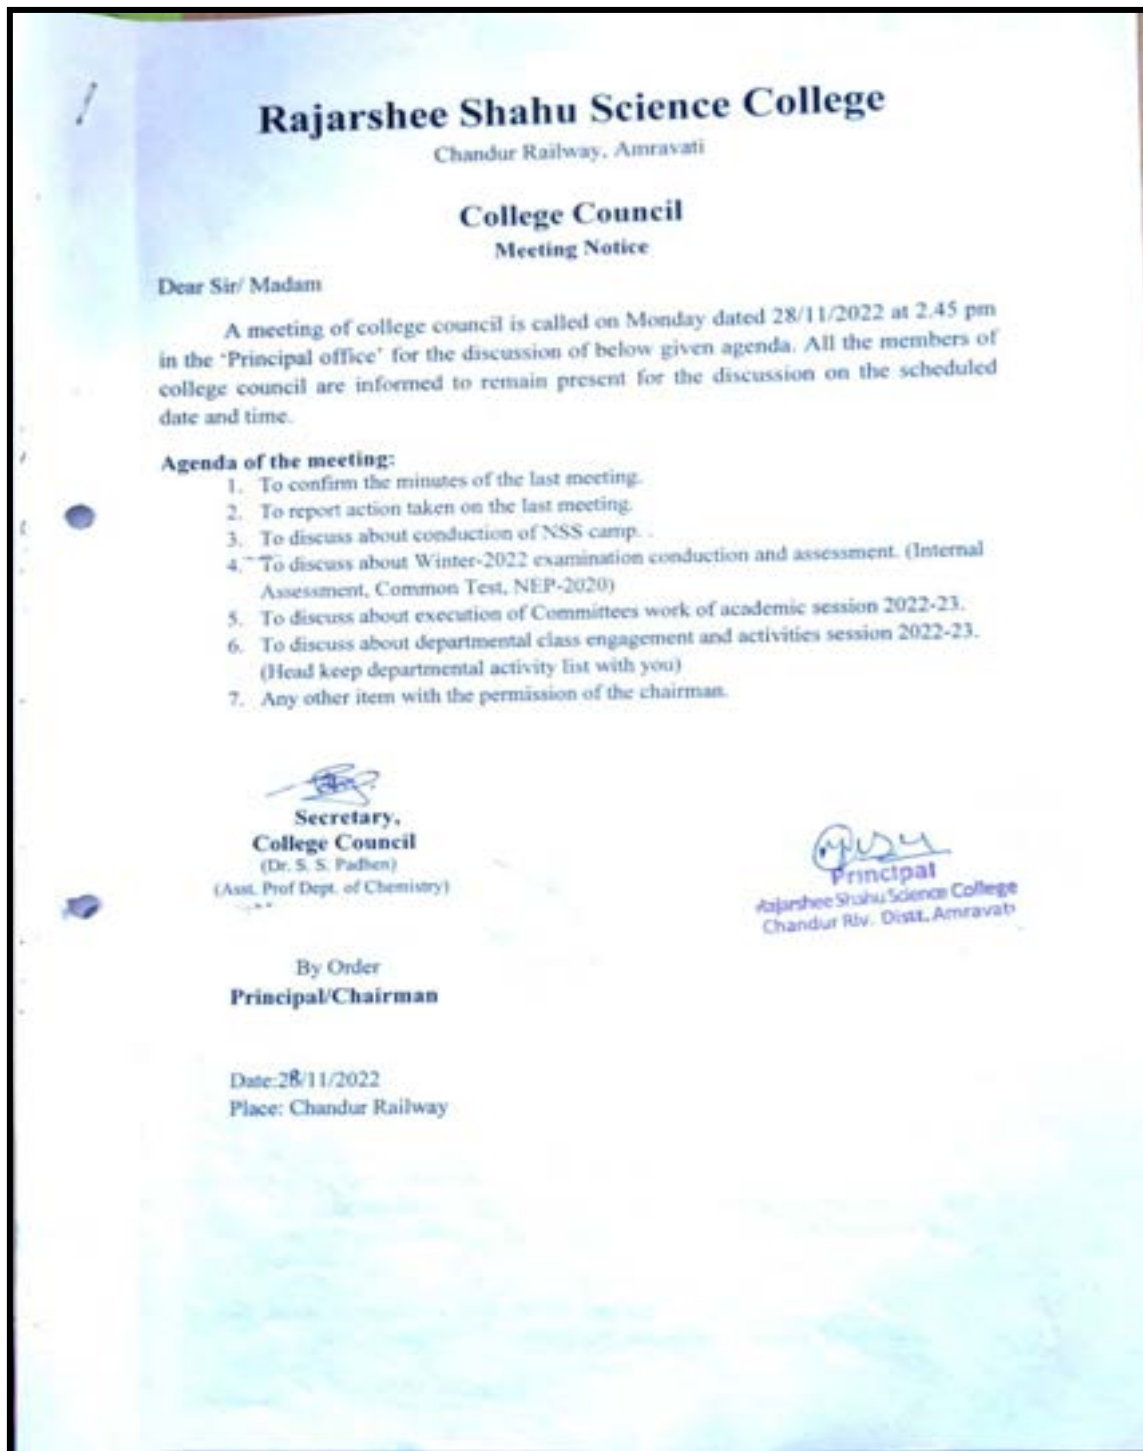 Rajarshee Shahu Science College
Chandur Railway, Amravati
College Council
Meeting Notice
Dear Sir/ Madam
A meeting of college council is called on Monday dated 28/11/2022 at 2.45 pm
in the 'Principal office' for the discussion of below given agenda. All the members of
college council are informed to remain present for the discussion on the scheduled
date and time.
Agenda of the meeting:
1. To confirm the minutes of the last meeting.
2. To report action taken on the last meeting.
3. To discuss about conduction of NSS camp. .
4. To discuss about Winter-2022 examination conduction and assessment. (Internal
Assessment, Common Test, NEP-2020)
5. To discuss about execution of Committees work of academic session 2022-23.
6. To discuss about departmental class engagement and activities session 2022-23.
(Head keep departmental activity list with you)
7. Any other item with the permission of the chairman.
Secretary,
College Council
(Dr. S. S. Padhen)
(Asst. Prof Dept. of Chemistry)
Principal
Rajarshee Shahu Science College
Chandur Rlv. Distt. Amravati
By Order
Principal/Chairman
Date:28/11/2022
Place: Chandur Railway